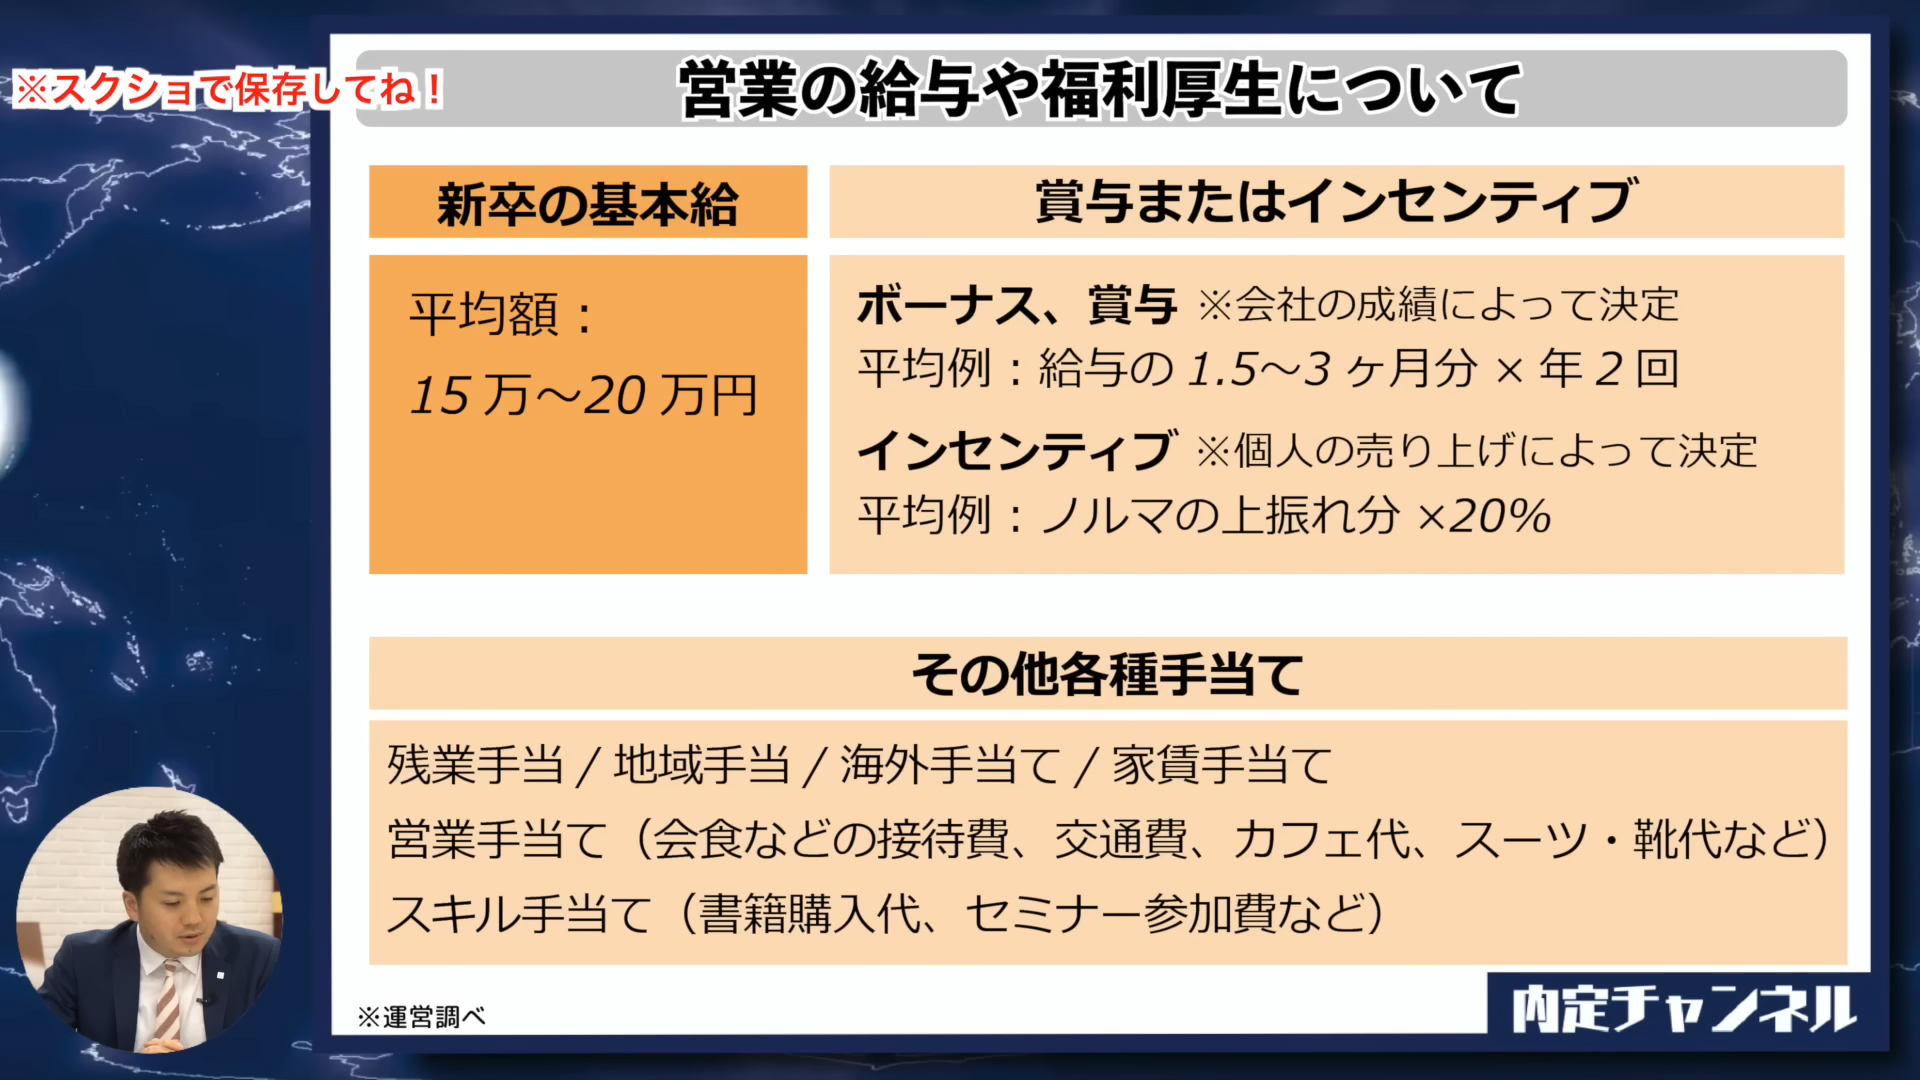 ※スクショで保存してね！
営業の給与や福利厚生について
新卒の基本給
平均額：
15万～20万円
賞与またはインセンティブ
ボーナス、賞与 ※会社の成績によって決定
平均例：給与の1.5～3ヶ月分 × 年2回
インセンティブ ※個人の売り上げによって決定
平均例：ノルマの上振れ分 ×20%
その他各種手当て
残業手当 / 地域手当 / 海外手当て / 家賃手当て
営業手当て（会食などの接待費、交通費、カフェ代、スーツ・靴代など）
スキル手当て（書籍購入代、セミナー参加費など）
※運営調べ
内定チャンネル